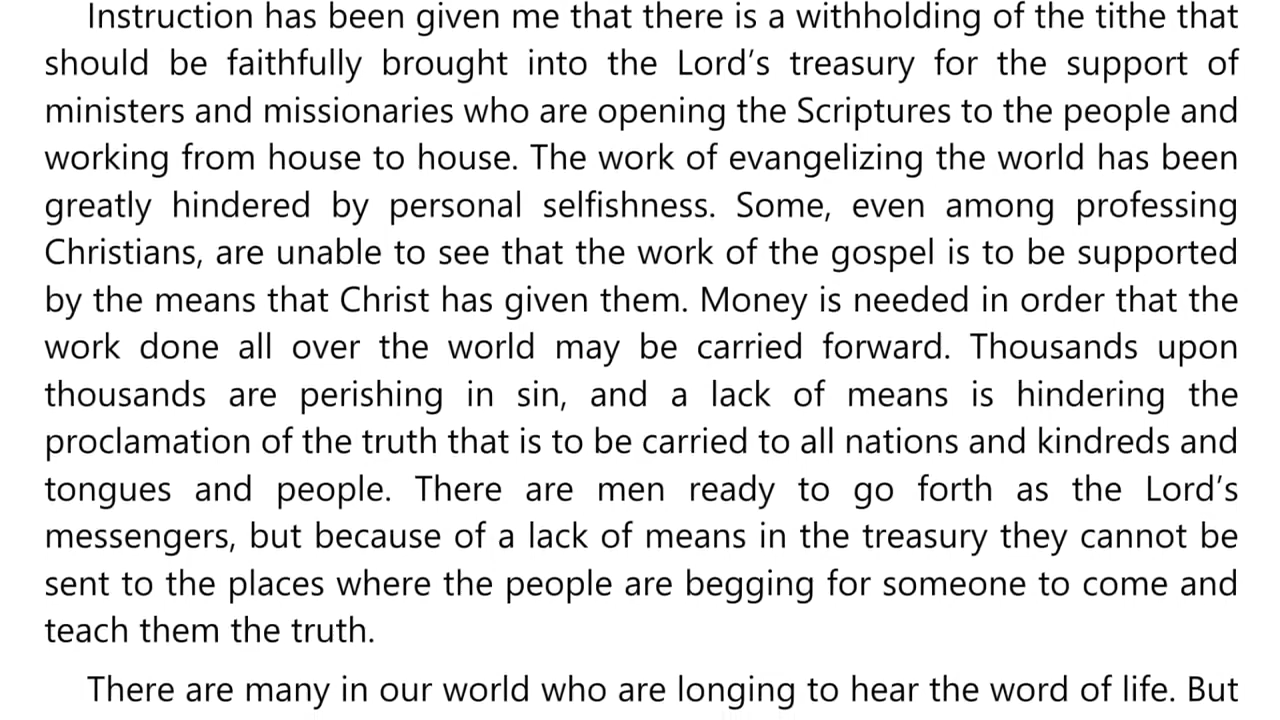 Instruction has been given me that there is a withholding of the tithe that
should be faithfully brought into the Lord’s treasury for the support of
ministers and missionaries who are opening the Scriptures to the people and
working from house to house. The work of evangelizing the world has been
greatly hindered by personal selfishness. Some, even among professing
Christians, are unable to see that the work of the gospel is to be supported
by the means that Christ has given them. Money is needed in order that the
work done all over the world may be carried forward. Thousands upon
thousands are perishing in sin, and a lack of means is hindering the
proclamation of the truth that is to be carried to all nations and kindreds and
tongues and people. There are men ready to go forth as the Lord’s
messengers, but because of a lack of means in the treasury they cannot be
sent to the places where the people are begging for someone to come and
teach them the truth.
There are many in our world who are longing to hear the word of life. But